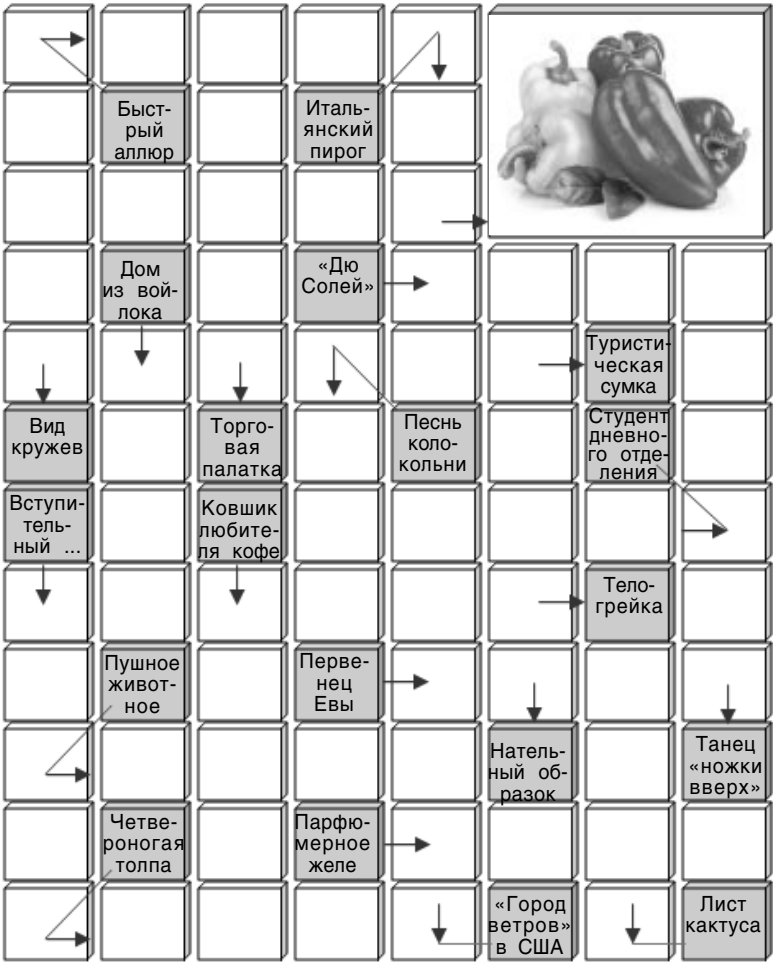 Быст-
рый
аллюр
Italь-
янский
пирог
Дом
из вой-
лока
«Дю
Солей»
Туристи-
ческая
сумка
Вид
кружев
Торго-
вая
палатка
Песнь
коло-
кольни
Студент
дневно-
го отде-
ления
Вступи-
тель-
ный ...
Ковшик
любите-
ля кофе
Тело-
грейка
Пушное
живот-
ное
Перве-
нец
Евы
Натель-
ный об-
разок
Танец
«ножки
вверх»
Четве-
роногая
толпа
Парфю-
мерное
желе
«Город
ветров»
в США
Лист
кактуса